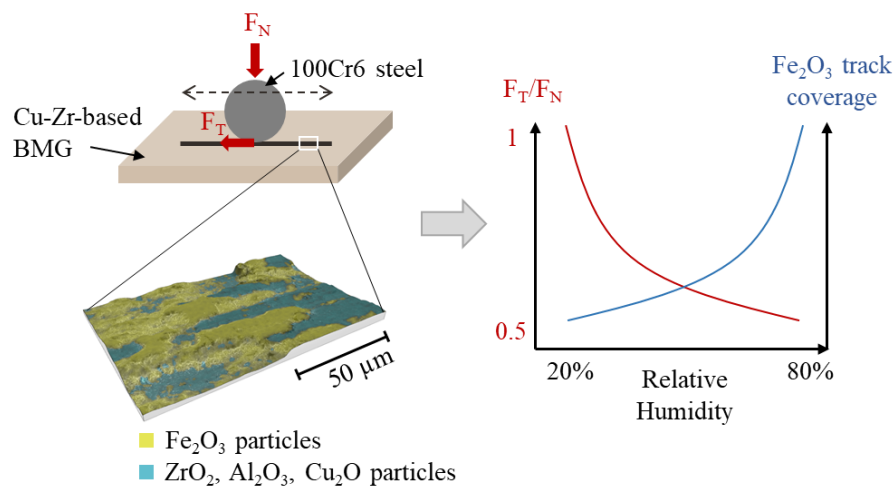 F_N
100Cr6 steel
Cu-Zr-based
BMG
F_T
50 μm
Fe₂O₃ particles
ZrO₂, Al₂O₃, Cu₂O particles
F_T/F_N
Fe₂O₃ track
coverage
1
0.5
20%
Relative
Humidity
80%